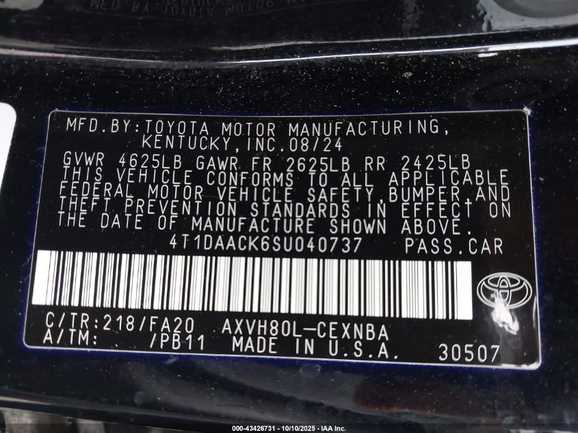 MFD.BY:TOYOTA MOTOR MANUFACTURING,
KENTUCKY,INC.08/24
GVWR 4625LB GAWR FR 2625LB RR 2425LB
THIS VEHICLE CONFORMS TO ALL APPLICABLE
FEDERAL MOTOR VEHICLE SAFETY,BUMPER,AND
THEFT PREVENTION STANDARDS IN EFFECT ON
THE DATE OF MANUFACTURE SHOWN ABOVE.
4T1DAACK6SU040737 PASS.CAR
C/TR:218/FA20 AXVH80L-CEXNBA
A/TM: /PB11 MADE IN U.S.A. 30507
000-43426731 - 10/10/2025 - IAA Inc.